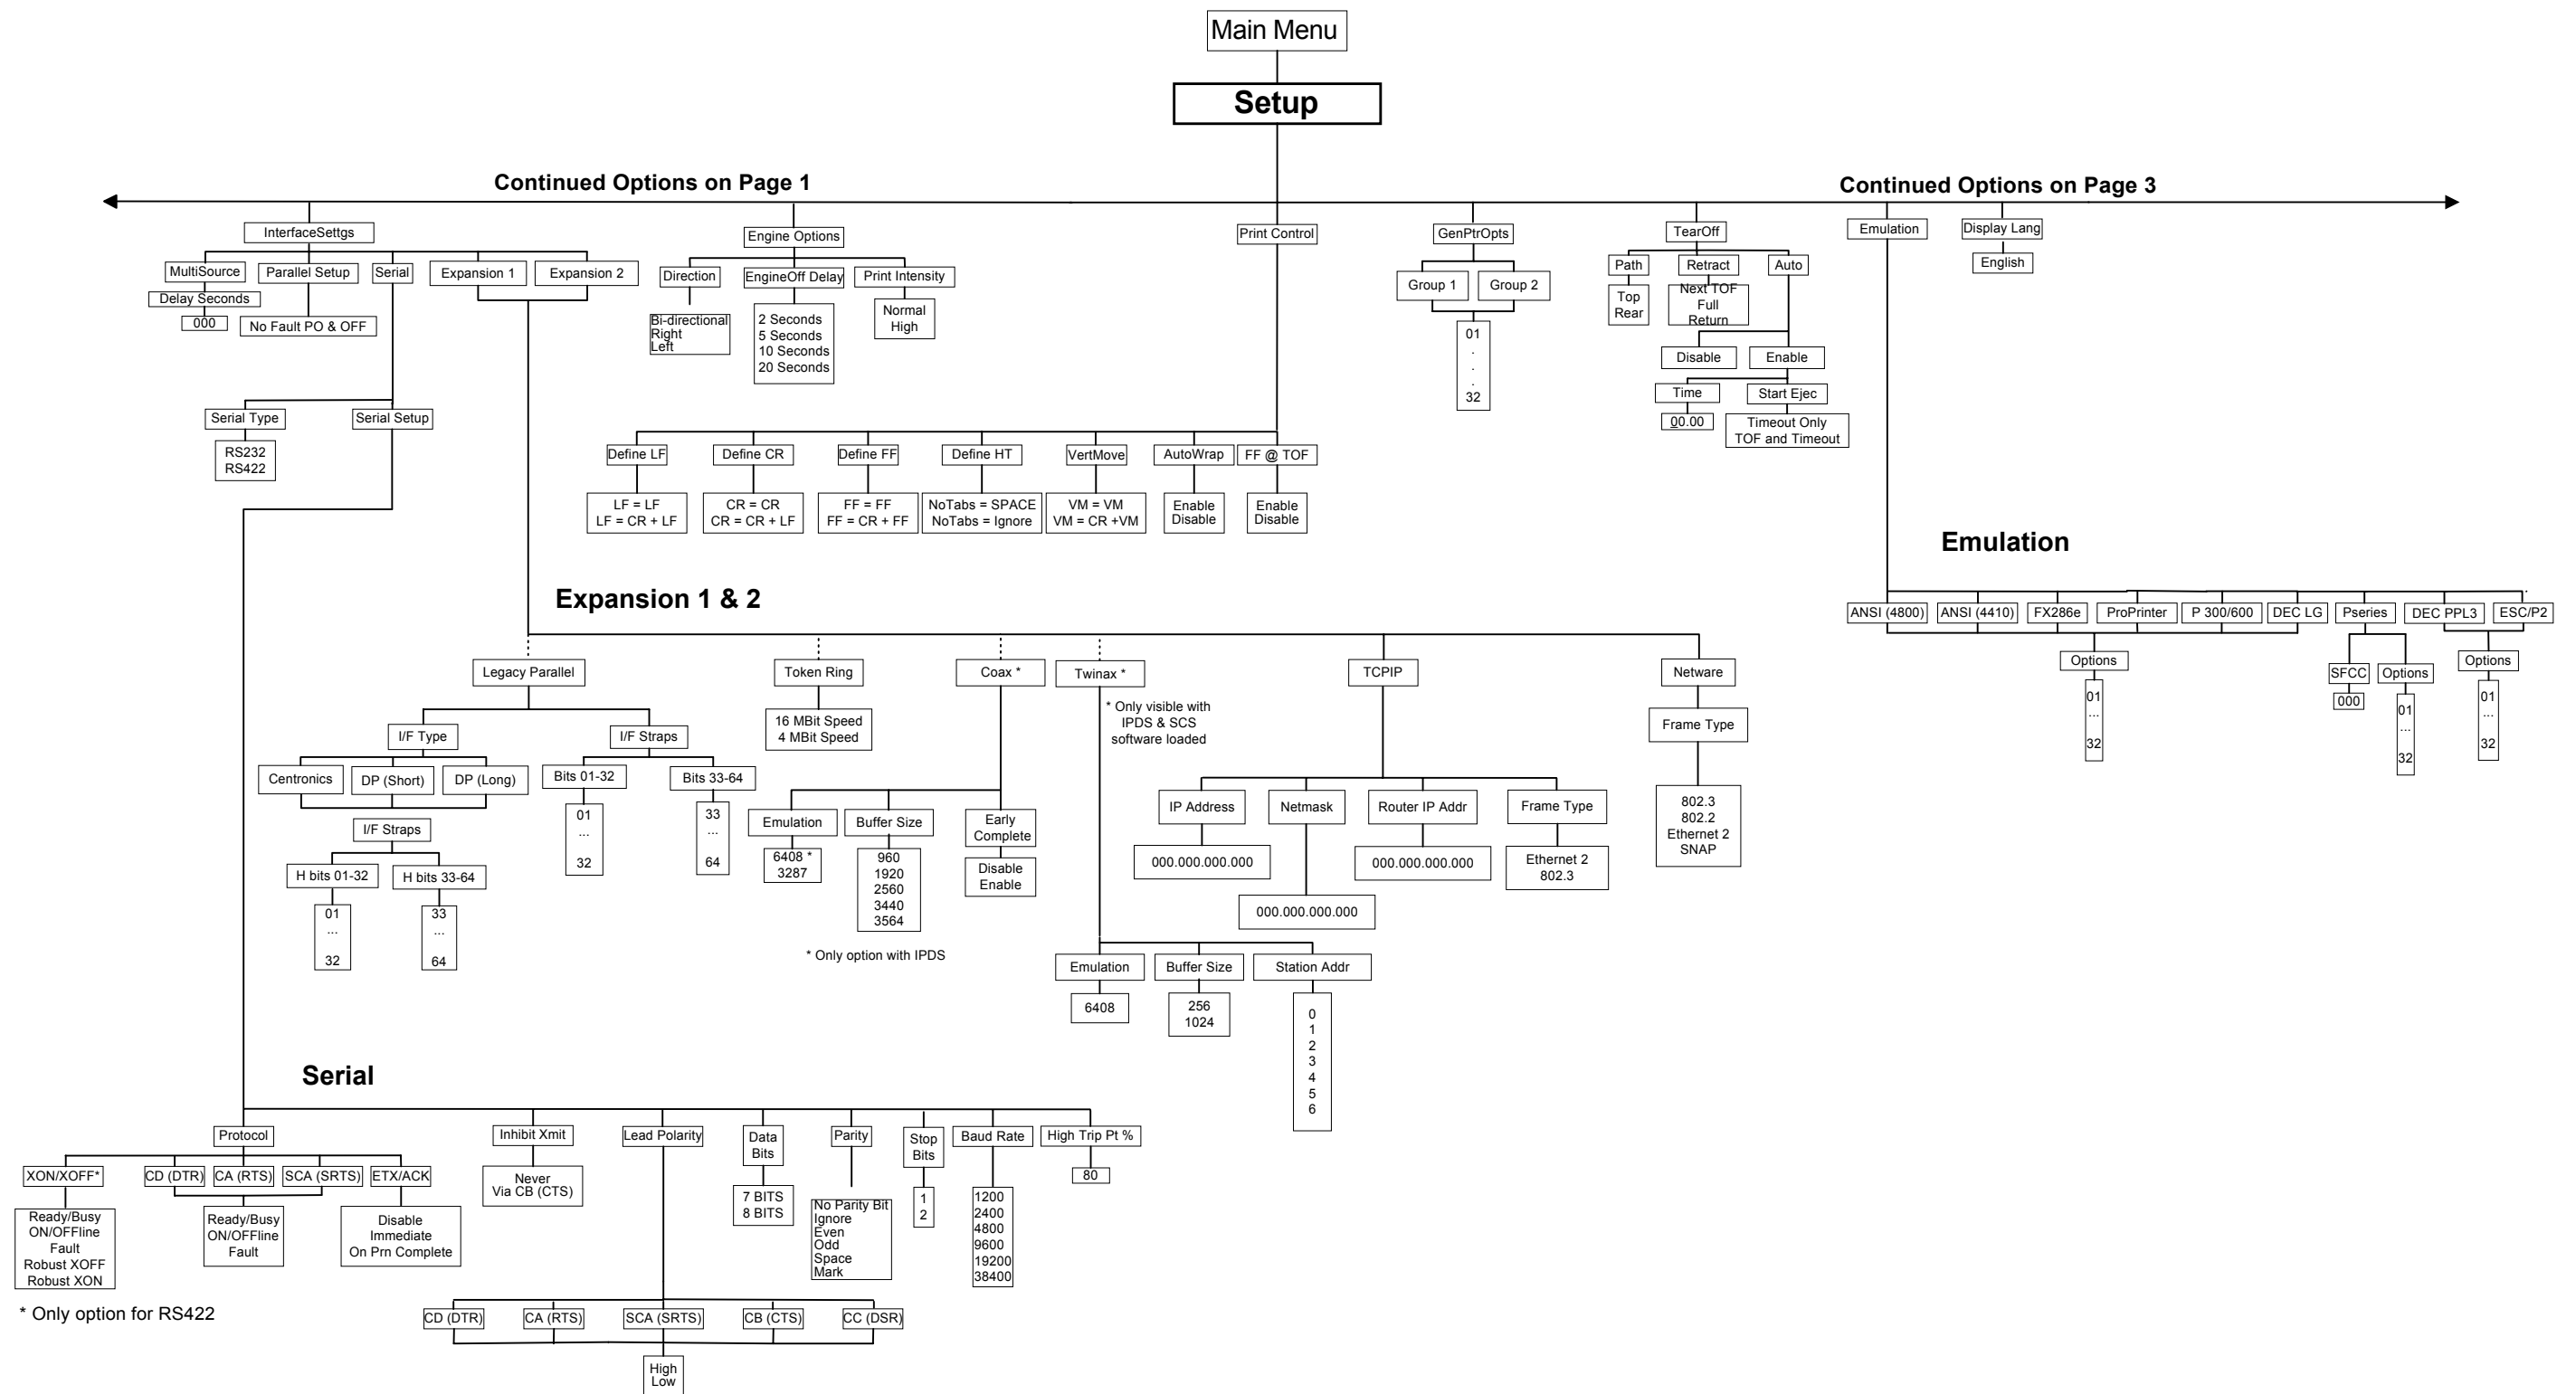 Main Menu
Setup
Continued Options on Page 1
Continued Options on Page 3
InterfaceSettgs
Engine Options
Print Control
GenPtrOpts
TearOff
Emulation
Display Lang
MultiSource
Parallel Setup
Serial
Expansion 1
Expansion 2
Delay Seconds
000
No Fault PO & OFF
Direction
EngineOff Delay
Print Intensity
Bi-directional
Right
Left
2 Seconds
5 Seconds
10 Seconds
20 Seconds
Normal
High
Group 1
Group 2
01
.
.
.
32
Path
Retract
Auto
Top
Rear
Next TOF
Full
Return
Disable
Enable
Time
Start Ejec
00.00
Timeout Only
TOF and Timeout
English
Serial Type
Serial Setup
RS232
RS422
Define LF
Define CR
Define FF
Define HT
VertMove
AutoWrap
FF @ TOF
LF = LF
LF = CR + LF
CR = CR
CR = CR + LF
FF = FF
FF = CR + FF
NoTabs = SPACE
NoTabs = Ignore
VM = VM
VM = CR +VM
Enable
Disable
Enable
Disable
Emulation
ANSI (4800)
ANSI (4410)
FX286e
ProPrinter
P 300/600
DEC LG
Pseries
DEC PPL3
ESC/P2
Options
01
...
32
SFCC
000
Options
01
...
32
Options
01
...
32
Expansion 1 & 2
Legacy Parallel
Token Ring
Coax *
Twinax *
TCPIP
Netware
I/F Type
I/F Straps
Centronics
DP (Short)
DP (Long)
Bits 01-32
Bits 33-64
01
...
32
33
...
64
I/F Straps
H bits 01-32
H bits 33-64
01
...
32
33
...
64
16 MBit Speed
4 MBit Speed
Emulation
Buffer Size
Early
Complete
6408 *
3287
960
1920
2560
3440
3564
Disable
Enable
* Only option with IPDS
* Only visible with
IPDS & SCS
software loaded
Emulation
Buffer Size
Station Addr
6408
256
1024
0
1
2
3
4
5
6
IP Address
Netmask
Router IP Addr
Frame Type
000.000.000.000
000.000.000.000
000.000.000.000
Ethernet 2
802.3
Frame Type
802.3
802.2
Ethernet 2
SNAP
Serial
Protocol
Inhibit Xmit
Lead Polarity
Data
Bits
Parity
Stop
Bits
Baud Rate
High Trip Pt %
XON/XOFF*
CD (DTR)
CA (RTS)
SCA (SRTS)
ETX/ACK
Ready/Busy
ON/OFFline
Fault
Robust XOFF
Robust XON
Ready/Busy
ON/OFFline
Fault
Disable
Immediate
On Prn Complete
Never
Via CB (CTS)
7 BITS
8 BITS
No Parity Bit
Ignore
Even
Odd
Space
Mark
1
2
1200
2400
4800
9600
19200
38400
80
* Only option for RS422
CD (DTR)
CA (RTS)
SCA (SRTS)
CB (CTS)
CC (DSR)
High
Low